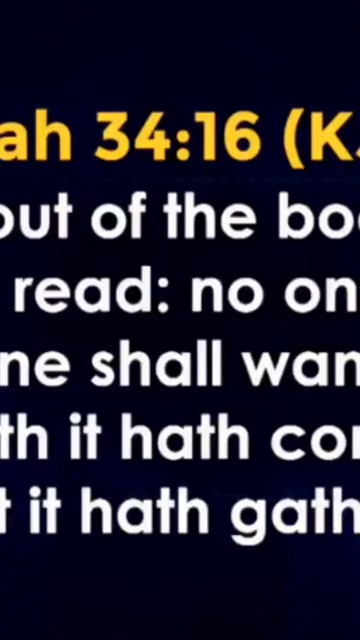 ah 34:16 (K
out of the bo
read: no on
ne shall wan
th it hath co
t it hath gath